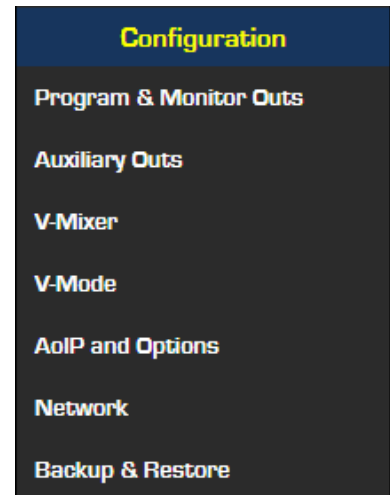 Configuration
Program & Monitor Outs
Auxiliary Outs
V-Mixer
V-Mode
AoIP and Options
Network
Backup & Restore